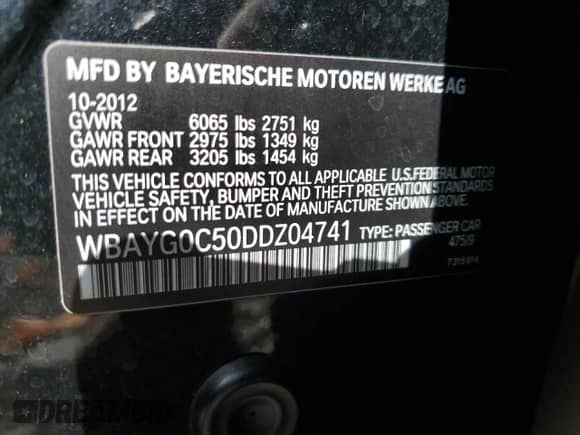 MFD BY BAYERISCHE MOTOREN WERKE AG
10-2012
GVWR 6065 lbs 2751 kg
GAWR FRONT 2975 lbs 1349 kg
GAWR REAR 3205 lbs 1454 kg
THIS VEHICLE CONFORMS TO ALL APPLICABLE U.S.FEDERAL MOTOR
VEHICLE SAFETY, BUMPER AND THEFT PREVENTION STANDARDS
IN EFFECT ON THE DATE OF MANUFACTURE SHOWN ABOVE.
WBAYG0C50DDZ04741 TYPE: PASSENGER CAR
475/9